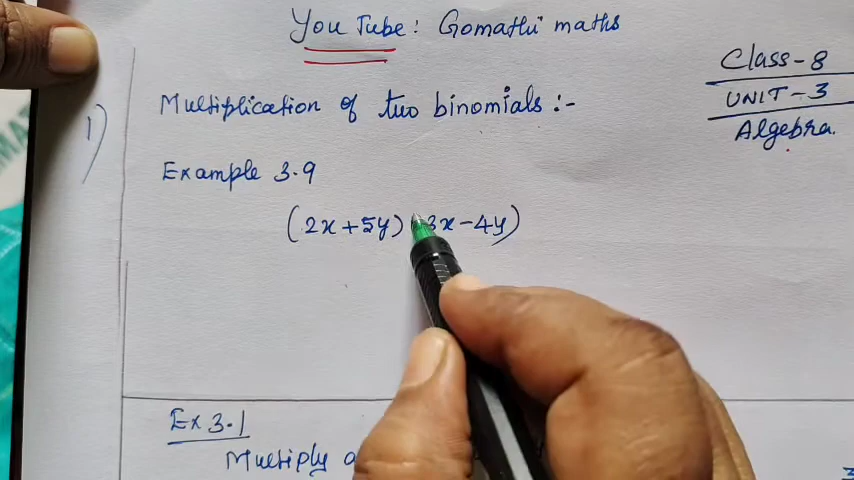 You Tube: Gomathi maths
Class-8
UNIT-3
Algebra.
1)
Multiplication of two binomials :-
Example 3.9
(2x+5y) 3x-4y)
Ex 3.1
Multiply a